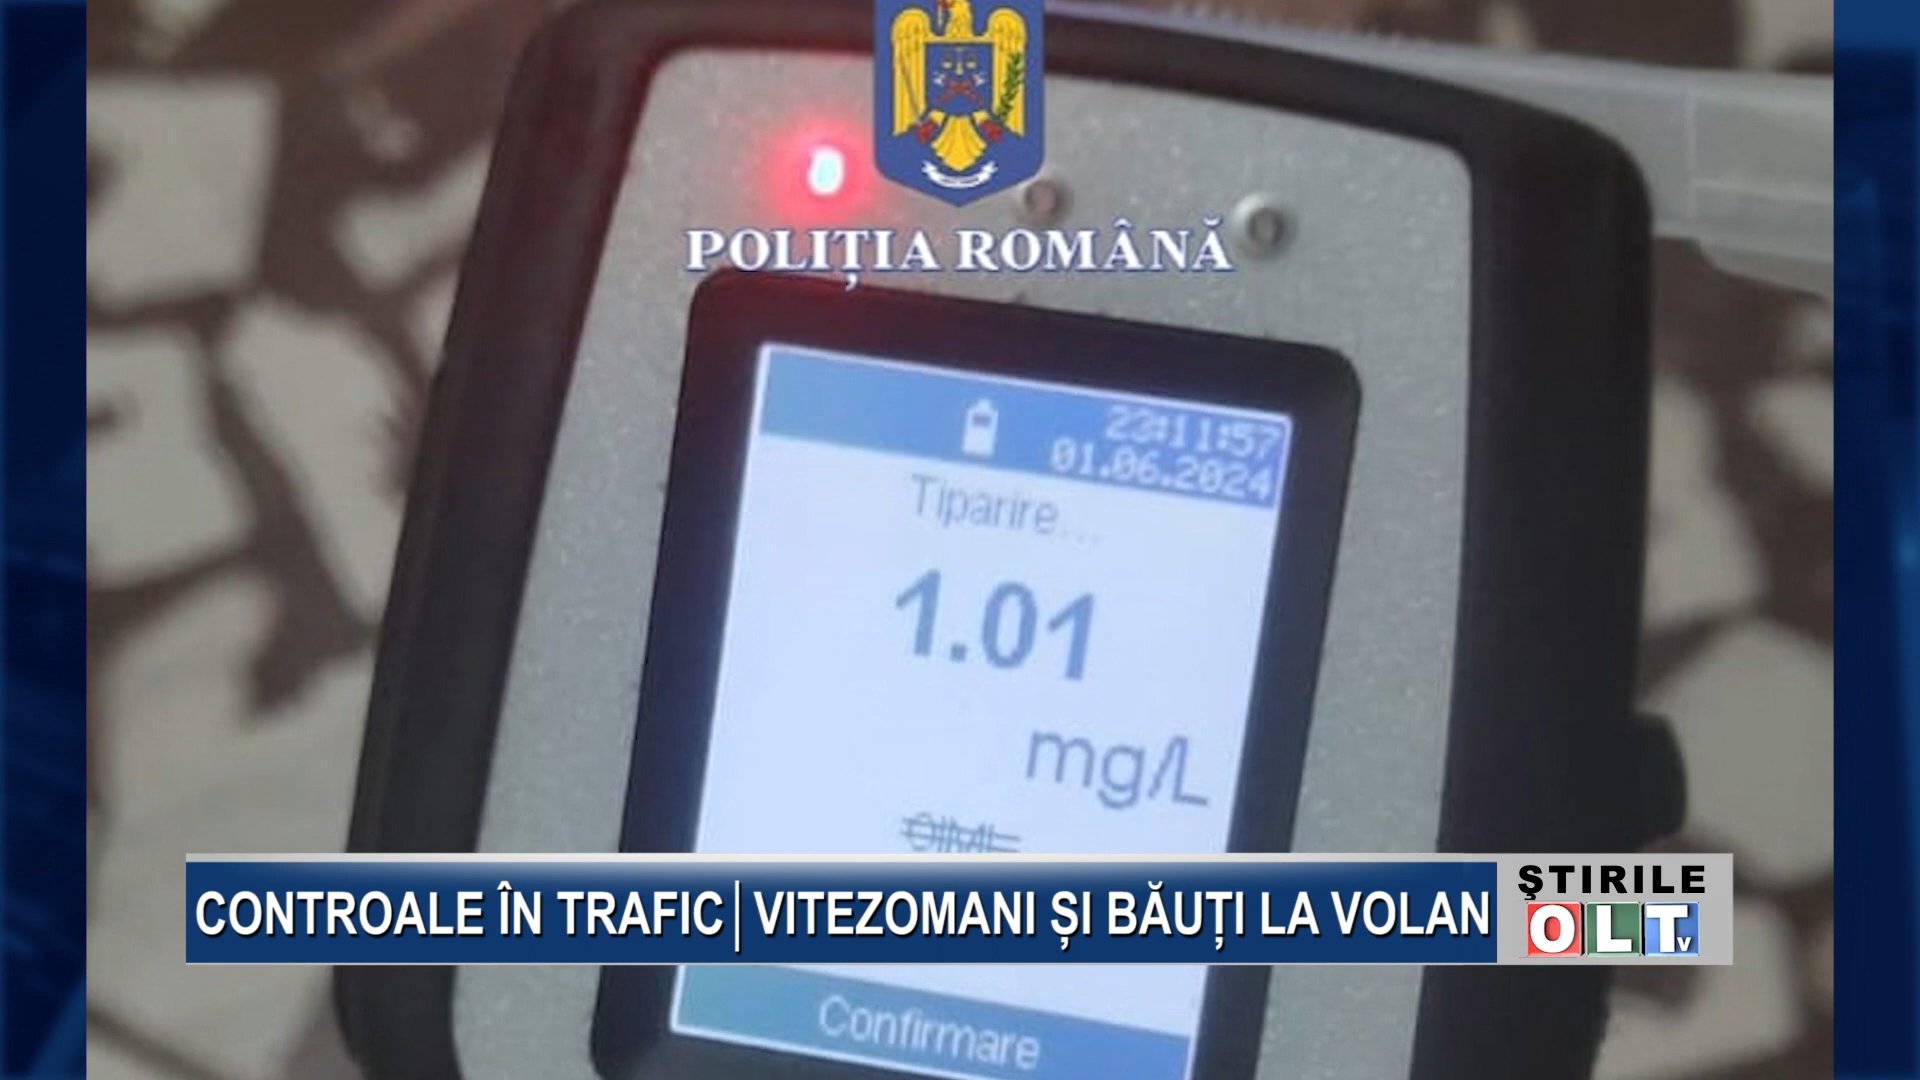 POLIȚIA ROMÂNĂ
23:11:57
01.06.2024
Tiparire...
1.01
mg/L
CONTROALE ÎN TRAFIC| VITEZOMANI ȘI BĂUȚI LA VOLAN
ŞTIRILE
OLTv
Confirmare